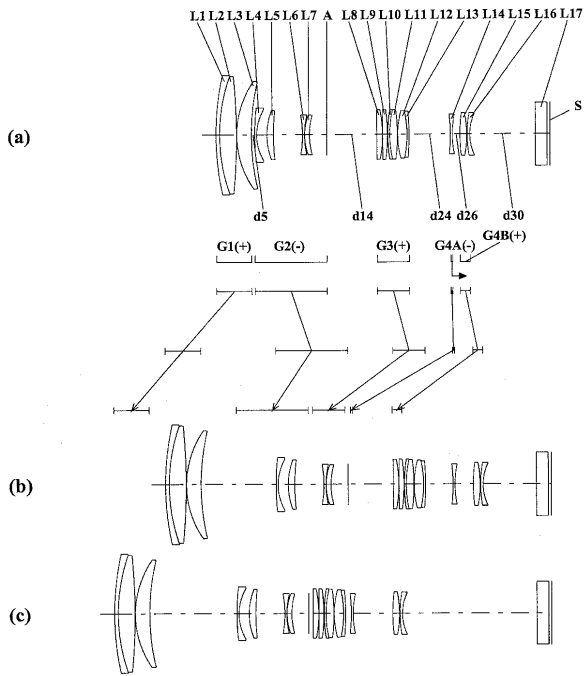 L1 L2 L3 L4 L5 L6 L7 A L8 L9 L10 L11 L12 L13 L14 L15 L16 L17
S
(a)
d5 d14 d24 d26 d30
G1(+) G2(-) G3(+) G4A(-) G4B(+)
(b)
(c)